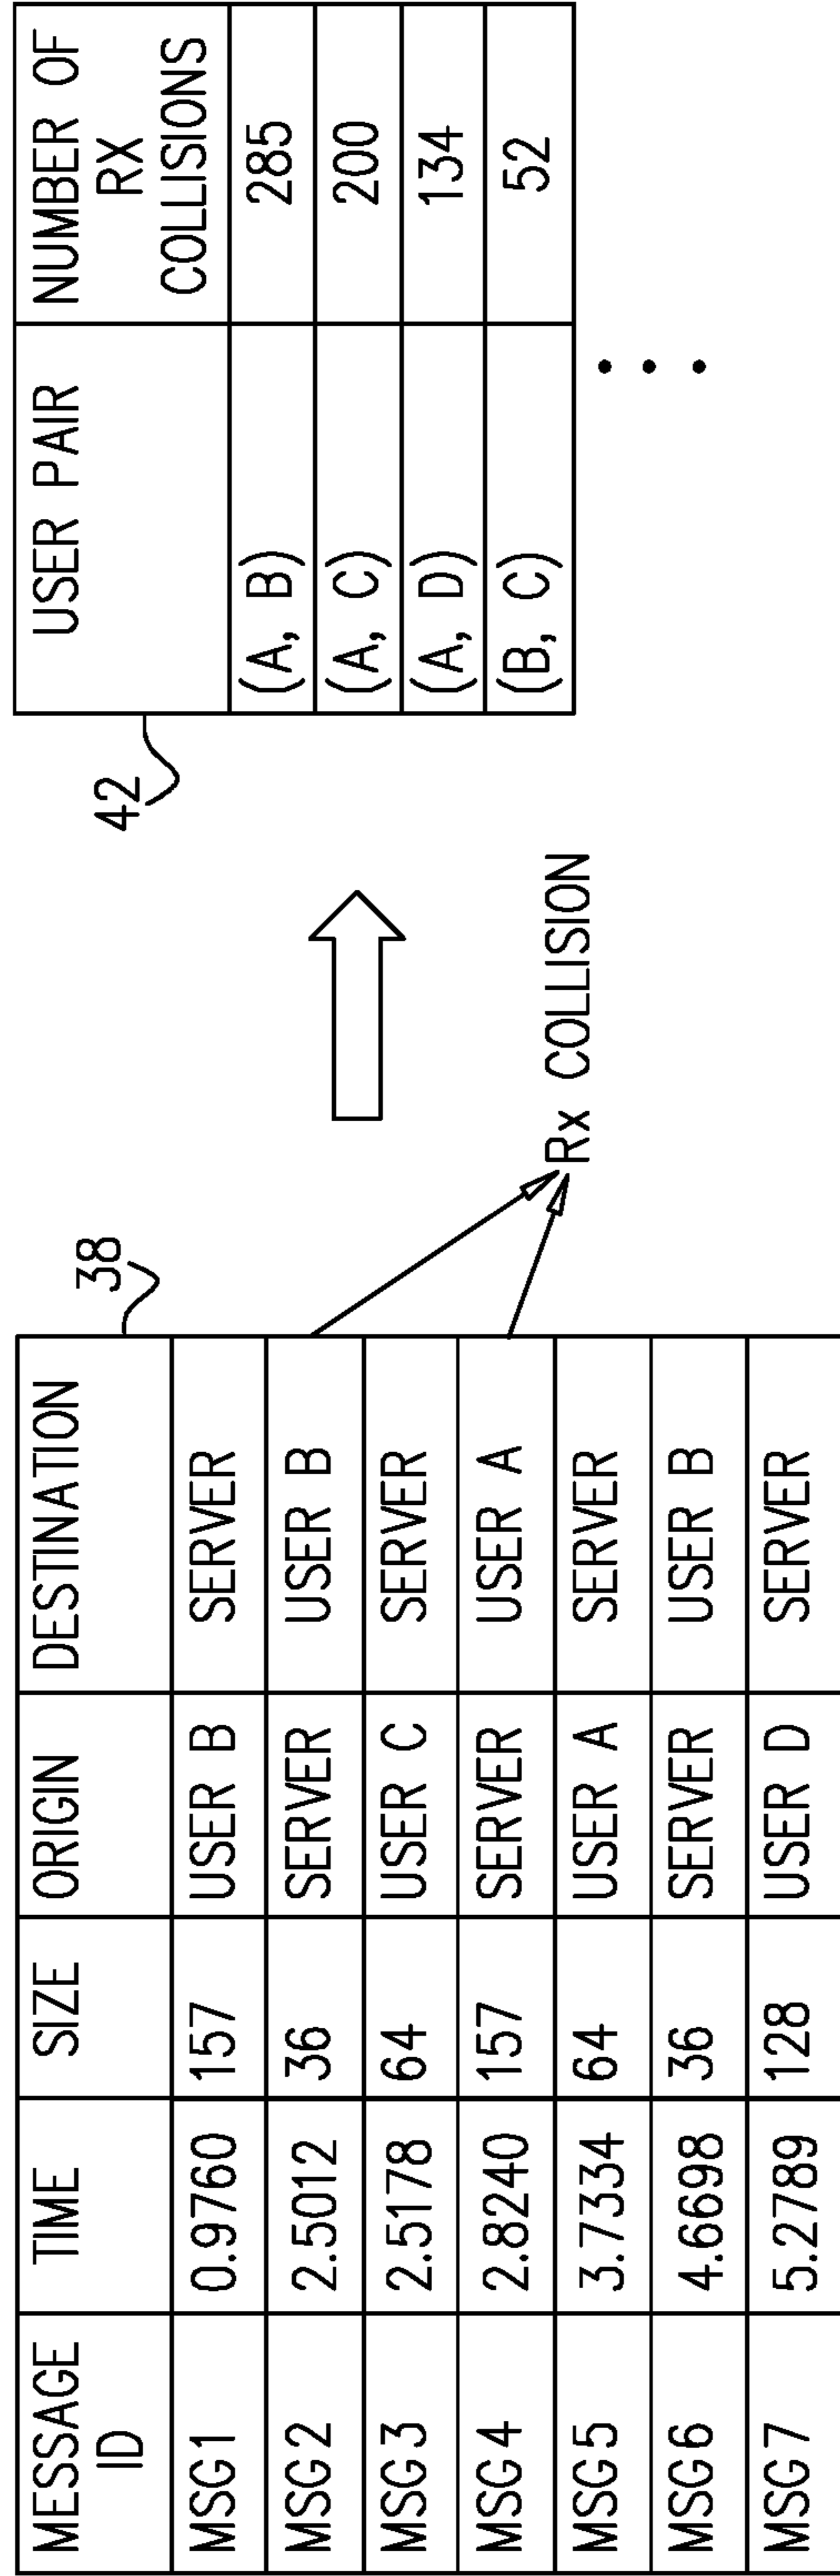 38
MESSAGE ID TIME SIZE ORIGIN DESTINATION
MSG1 0.9760 157 USER B SERVER
MSG2 2.5012 36 SERVER USER B
MSG3 2.5178 64 USER C SERVER
MSG4 2.8240 157 SERVER USER A
MSG5 3.7334 64 USER A SERVER
MSG6 4.6698 36 SERVER USER B
MSG7 5.2789 128 USER D SERVER
Rx COLLISION
42
USER PAIR NUMBER OF RX COLLISIONS
(A, B) 285
(A, C) 200
(A, D) 134
(B, C) 52